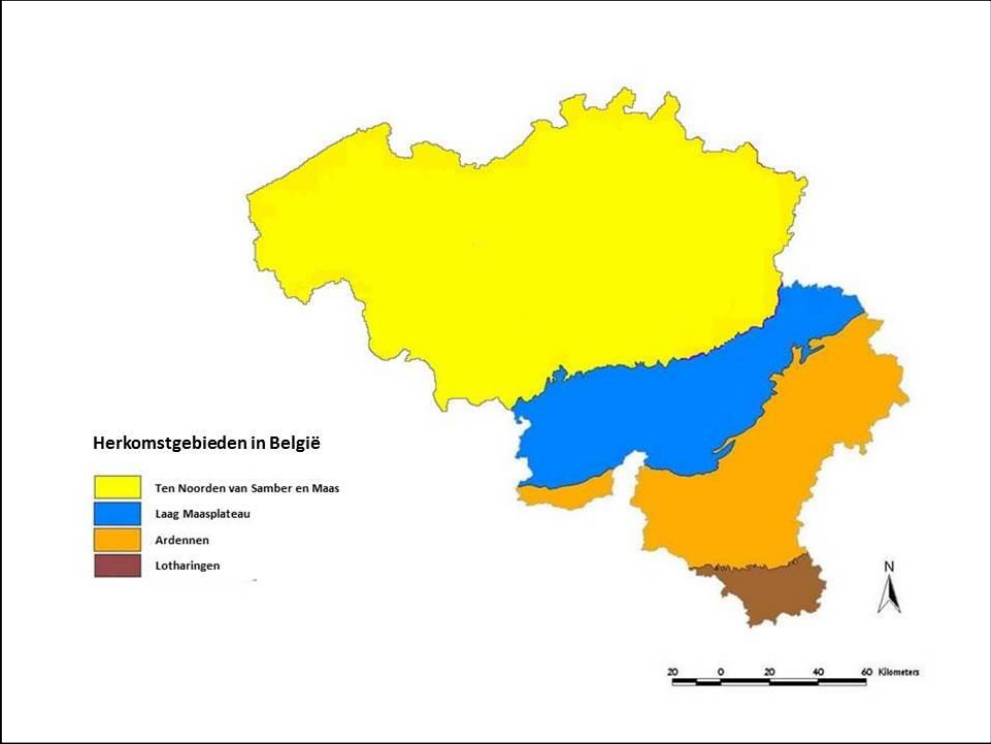 Herkomstgebieden in België
Ten Noorden van Samber en Maas
Laag Maasplateau
Ardennen
Lotharingen
N
20 0 20 40 60 Kilometers